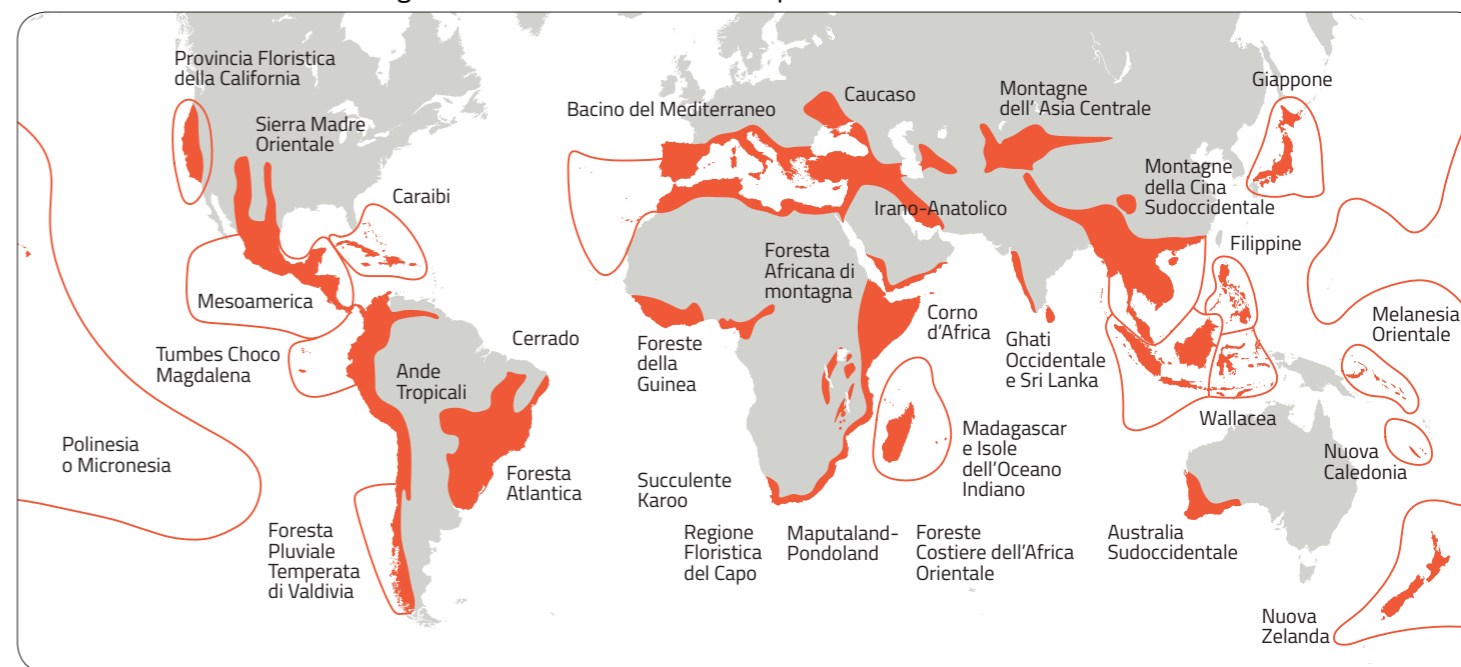 Provincia Floristica
della California
Sierra Madre
Orientale
Caraibi
Mesoamerica
Tumbes Choco
Magdalena
Cerrado
Ande
Tropicali
Polinesia
o Micronesia
Foresta
Atlantica
Foresta
Pluviale
Temperata
di Valdivia
Bacino del Mediterraneo
Caucaso
Montagne
dell' Asia Centrale
Giappone
Montagne
della Cina
Sudoccidentale
Irano-Anatolico
Filippine
Foresta
Africana di
montagna
Corno
d'Africa
Foreste
della
Guinea
Ghati
Occidentale
e Sri Lanka
Melanesia
Orientale
Wallacea
Madagascar
e Isole
dell'Oceano
Indiano
Nuova
Caledonia
Succulente
Karoo
Regione
Floristica
del Capo
Maputaland-
Pondoland
Foreste
Costiere dell'Africa
Orientale
Australia
Sudoccidentale
Nuova
Zelanda